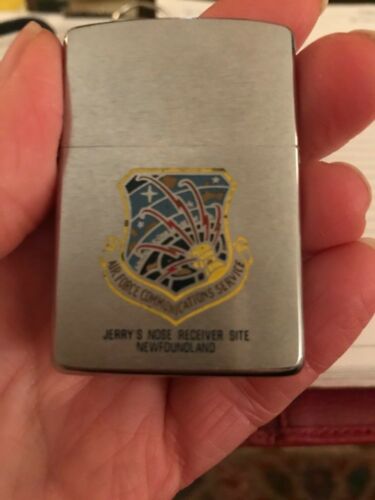 AIR FORCE COMMUNICATIONS SERVICE
JERRY'S NOSE RECEIVER SITE
NEWFOUNDLAND